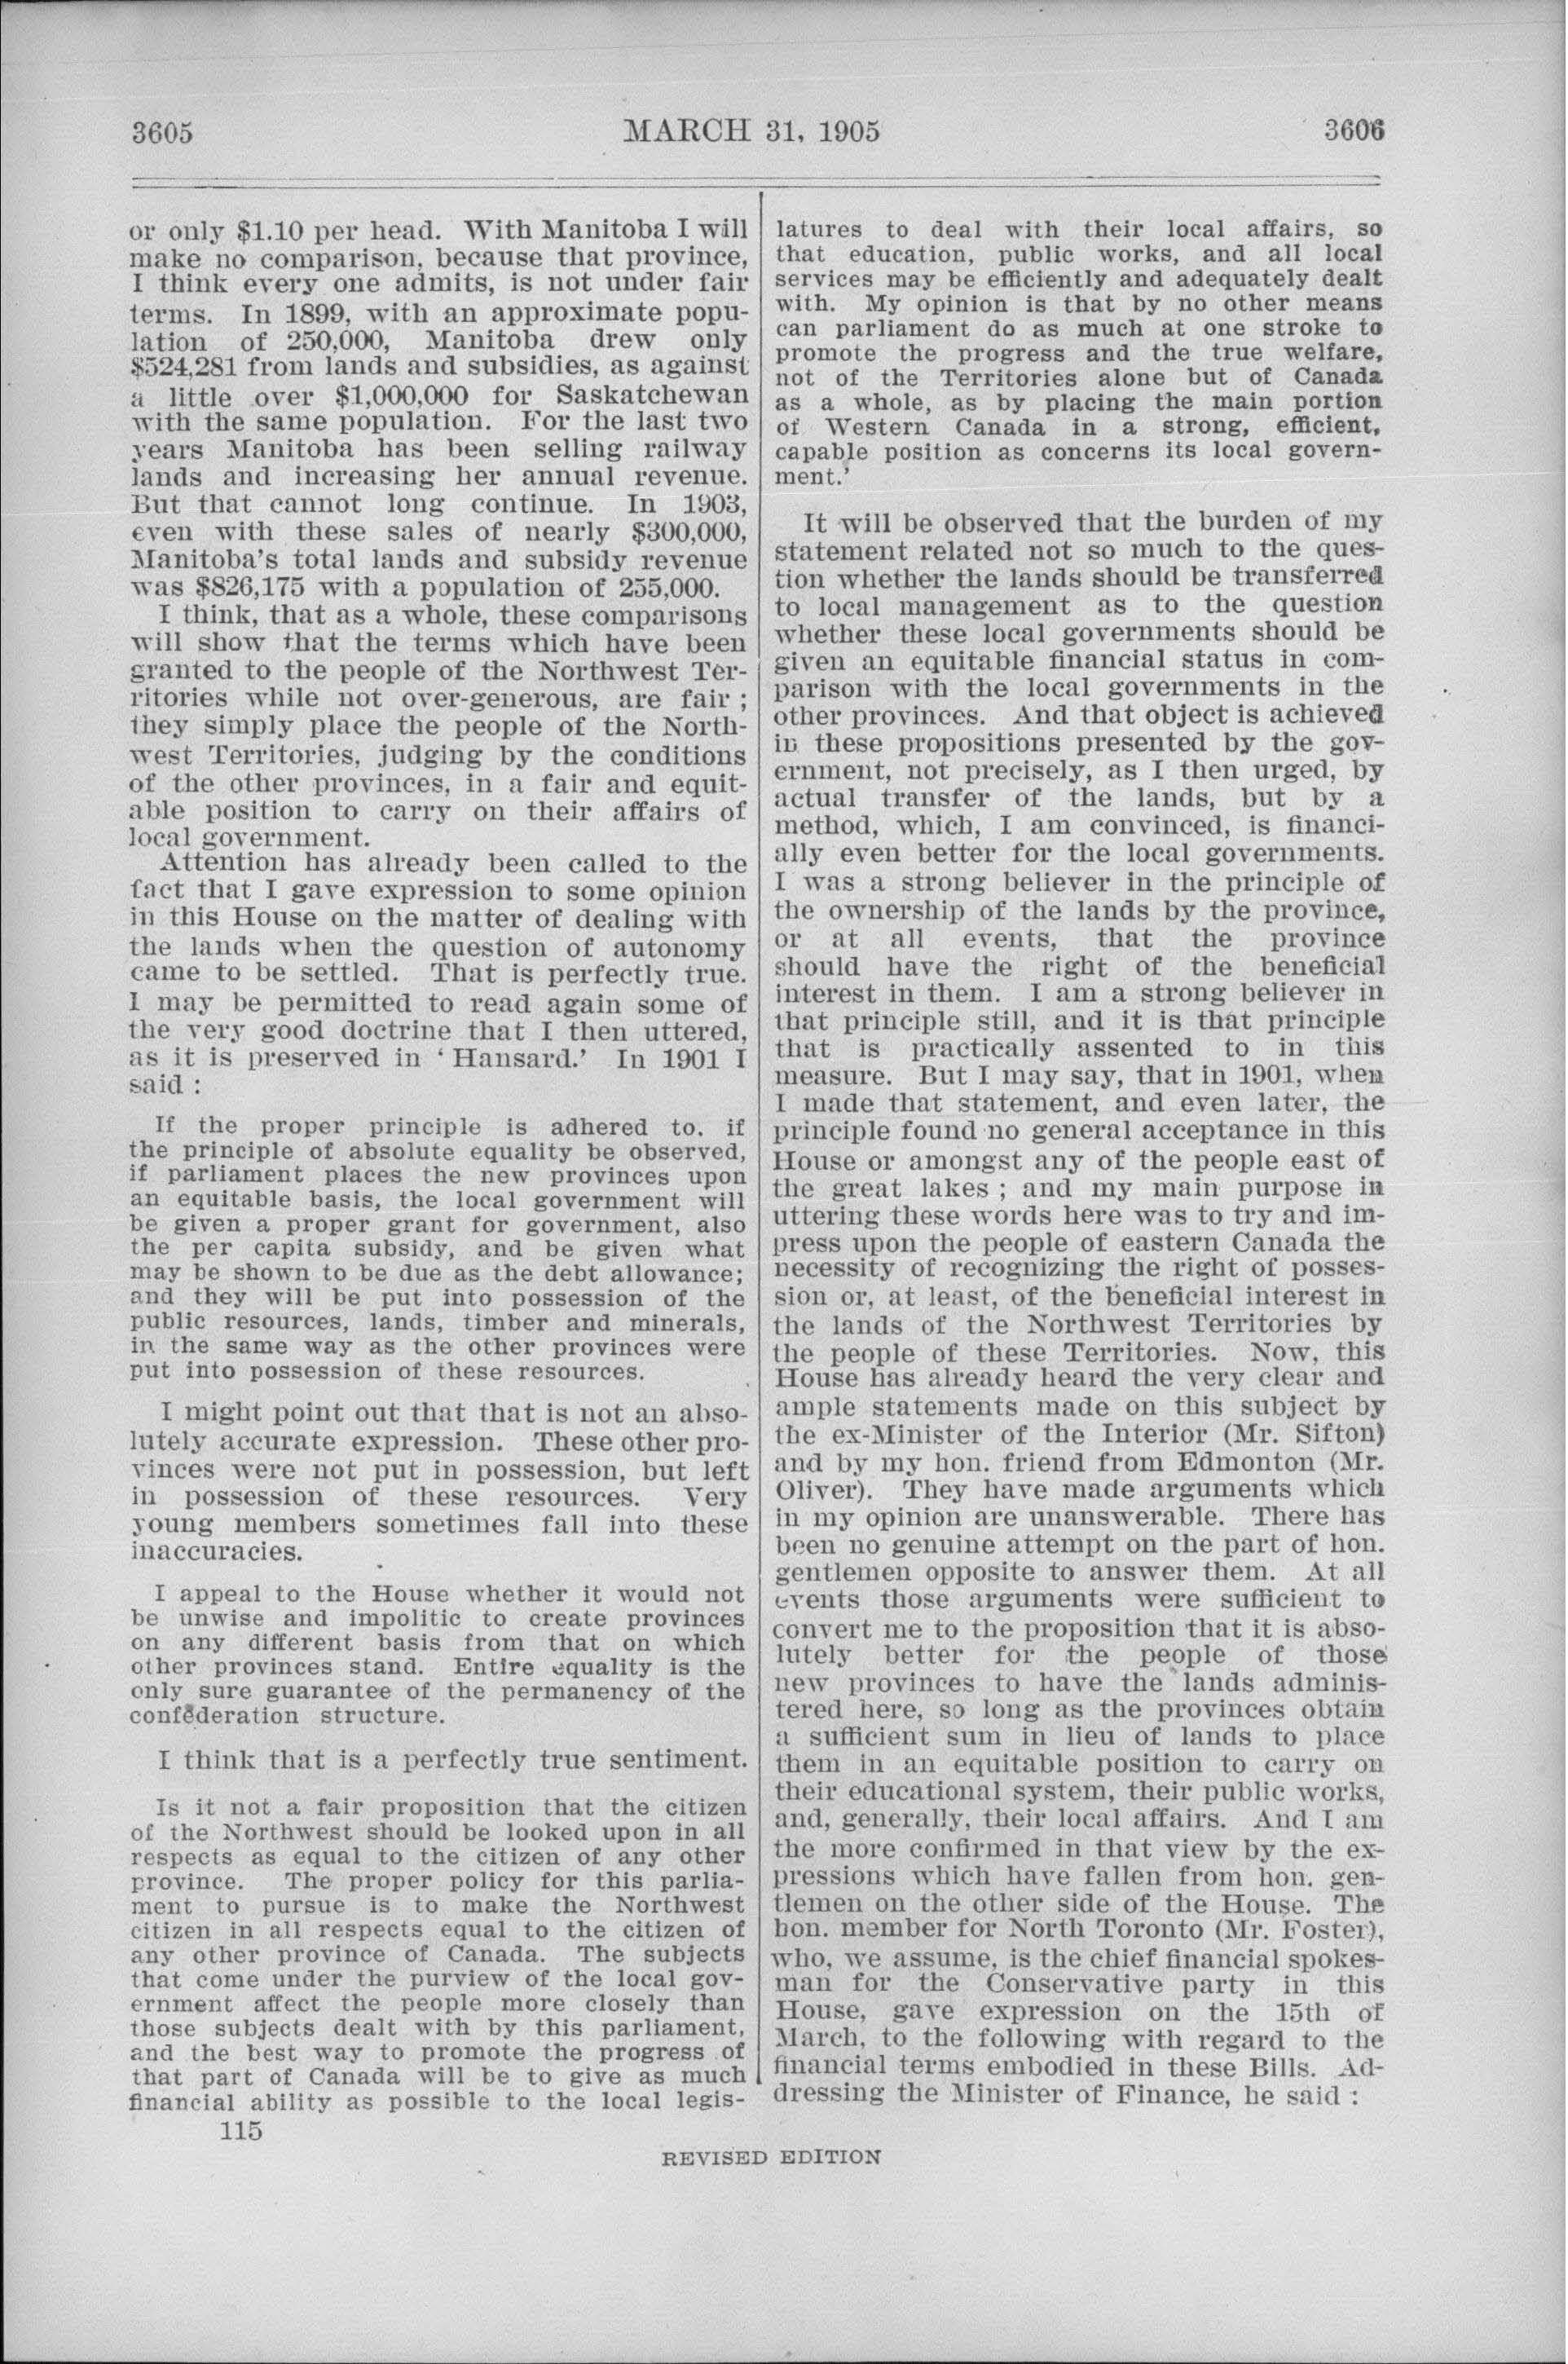 3605
MARCH 31, 1905
3606
or only $1.10 per head. With Manitoba I will
make no comparison, because that province,
I think every one admits, is not under fair
terms. In 1899, with an approximate popu-
lation of 250,000, Manitoba drew only
$524,281 from lands and subsidies, as against
a little over $1,000,000 for Saskatchewan
with the same population. For the last two
years Manitoba has been selling railway
lands and increasing her annual revenue.
But that cannot long continue. In 1903,
even with these sales of nearly $300,000,
Manitoba's total lands and subsidy revenue
was $826,175 with a population of 255,000.
I think, that as a whole, these comparisons
will show that the terms which have been
granted to the people of the Northwest Ter-
ritories while not over-generous, are fair ;
they simply place the people of the North-
west Territories, judging by the conditions
of the other provinces, in a fair and equit-
able position to carry on their affairs of
local government.
Attention has already been called to the
fact that I gave expression to some opinion
in this House on the matter of dealing with
the lands when the question of autonomy
came to be settled. That is perfectly true.
I may be permitted to read again some of
the very good doctrine that I then uttered,
as it is preserved in ' Hansard.' In 1901 I
said :
If the proper principle is adhered to, if
the principle of absolute equality be observed,
if parliament places the new provinces upon
an equitable basis, the local government will
be given a proper grant for government, also
the per capita subsidy, and be given what
may be shown to be due as the debt allowance;
and they will be put into possession of the
public resources, lands, timber and minerals,
in the same way as the other provinces were
put into possession of these resources.
I might point out that that is not an abso-
lutely accurate expression. These other pro-
vinces were not put in possession, but left
in possession of these resources. Very
young members sometimes fall into these
inaccuracies.
I appeal to the House whether it would not
be unwise and impolitic to create provinces
on any different basis from that on which
other provinces stand. Entire equality is the
only sure guarantee of the permanency of the
confederation structure.
I think that is a perfectly true sentiment.
Is it not a fair proposition that the citizen
of the Northwest should be looked upon in all
respects as equal to the citizen of any other
province. The proper policy for this parlia-
ment to pursue is to make the Northwest
citizen in all respects equal to the citizen of
any other province of Canada. The subjects
that come under the purview of the local gov-
ernment affect the people more closely than
those subjects dealt with by this parliament,
and the best way to promote the progress of
that part of Canada will be to give as much
financial ability as possible to the local legis-
115
latures to deal with their local affairs, so
that education, public works, and all local
services may be efficiently and adequately dealt
with. My opinion is that by no other means
can parliament do as much at one stroke to
promote the progress and the true welfare,
not of the Territories alone but of Canada
as a whole, as by placing the main portion
of Western Canada in a strong, efficient,
capable position as concerns its local govern-
ment.'
It will be observed that the burden of my
statement related not so much to the ques-
tion whether the lands should be transferred
to local management as to the question
whether these local governments should be
given an equitable financial status in com-
parison with the local governments in the
other provinces. And that object is achieved
in these propositions presented by the gov-
ernment, not precisely, as I then urged, by
actual transfer of the lands, but by a
method, which, I am convinced, is financi-
ally even better for the local governments.
I was a strong believer in the principle of
the ownership of the lands by the province,
or at all events, that the province
should have the right of the beneficial
interest in them. I am a strong believer in
that principle still, and it is that principle
that is practically assented to in this
measure. But I may say, that in 1901, when
I made that statement, and even later, the
principle found no general acceptance in this
House or amongst any of the people east of
the great lakes ; and my main purpose in
uttering these words here was to try and im-
press upon the people of eastern Canada the
necessity of recognizing the right of posses-
sion or, at least, of the beneficial interest in
the lands of the Northwest Territories by
the people of these Territories. Now, this
House has already heard the very clear and
ample statements made on this subject by
the ex-Minister of the Interior (Mr. Sifton)
and by my hon. friend from Edmonton (Mr.
Oliver). They have made arguments which
in my opinion are unanswerable. There has
been no genuine attempt on the part of hon.
gentlemen opposite to answer them. At all
events those arguments were sufficient to
convert me to the proposition that it is abso-
lutely better for the people of those
new provinces to have the lands adminis-
tered here, so long as the provinces obtain
a sufficient sum in lieu of lands to place
them in an equitable position to carry on
their educational system, their public works,
and, generally, their local affairs. And I am
the more confirmed in that view by the ex-
pressions which have fallen from hon. gen-
tlemen on the other side of the House. The
hon. member for North Toronto (Mr. Foster),
who, we assume, is the chief financial spokes-
man for the Conservative party in this
House, gave expression on the 15th of
March, to the following with regard to the
financial terms embodied in these Bills. Ad-
dressing the Minister of Finance, he said :
REVISED EDITION